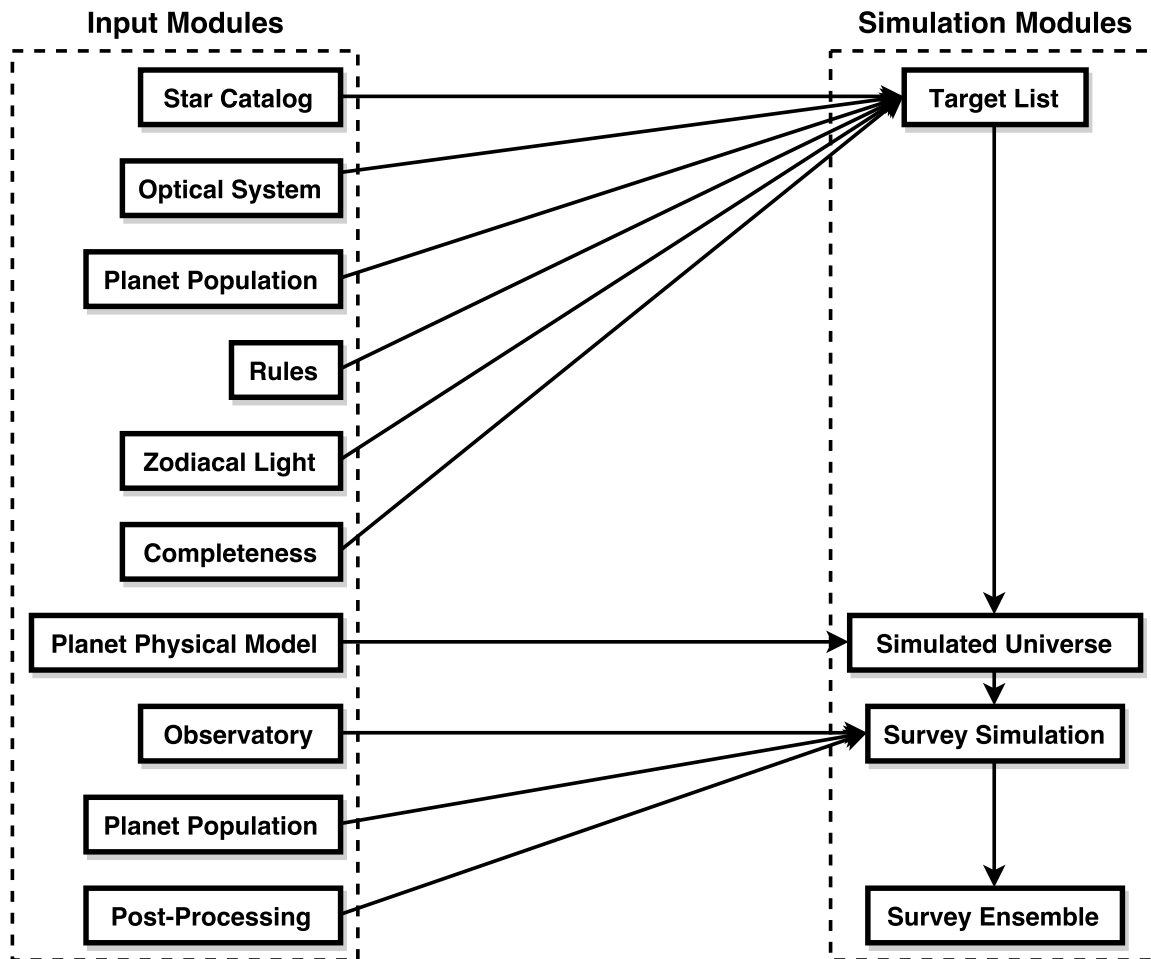 Input Modules
Simulation Modules
Star Catalog
Target List
Optical System
Planet Population
Rules
Zodiacal Light
Completeness
Planet Physical Model
Simulated Universe
Observatory
Survey Simulation
Planet Population
Post-Processing
Survey Ensemble